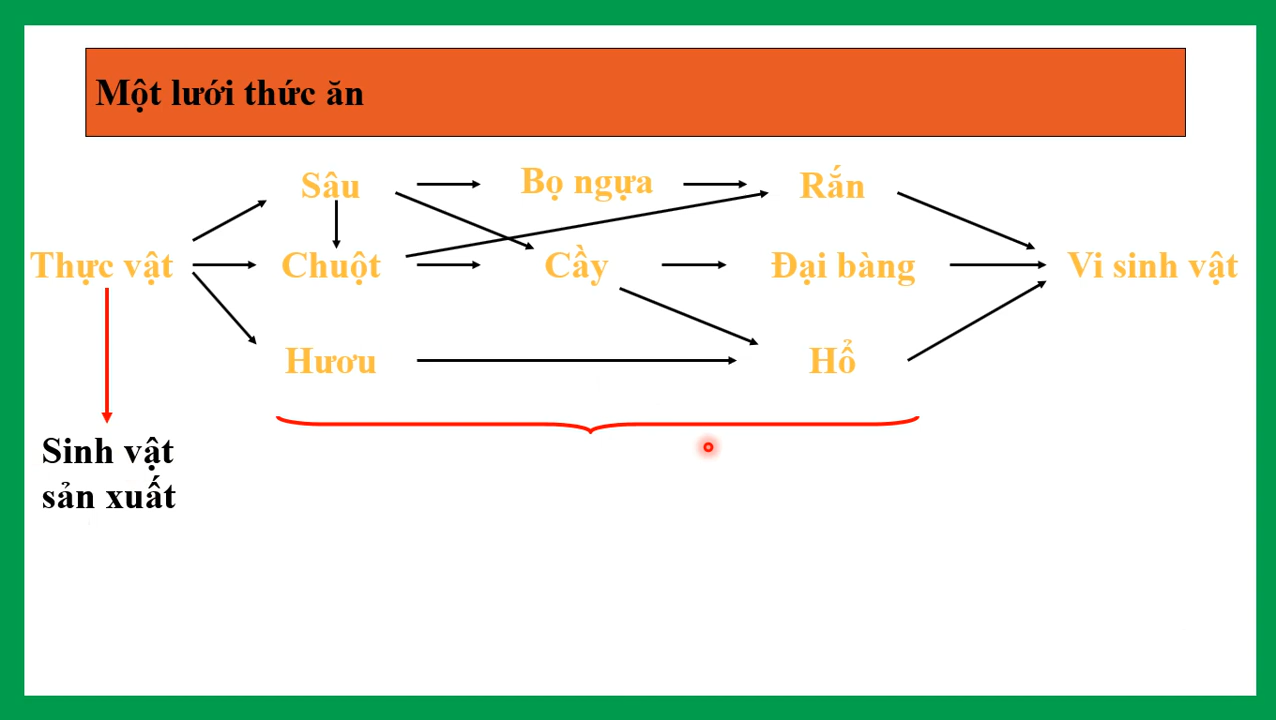 Một lưới thức ăn
Sâu
Bọ ngựa
Rắn
Thực vật
Chuột
Cầy
Đại bàng
Vi sinh vật
Hươu
Hổ
Sinh vật
sản xuất